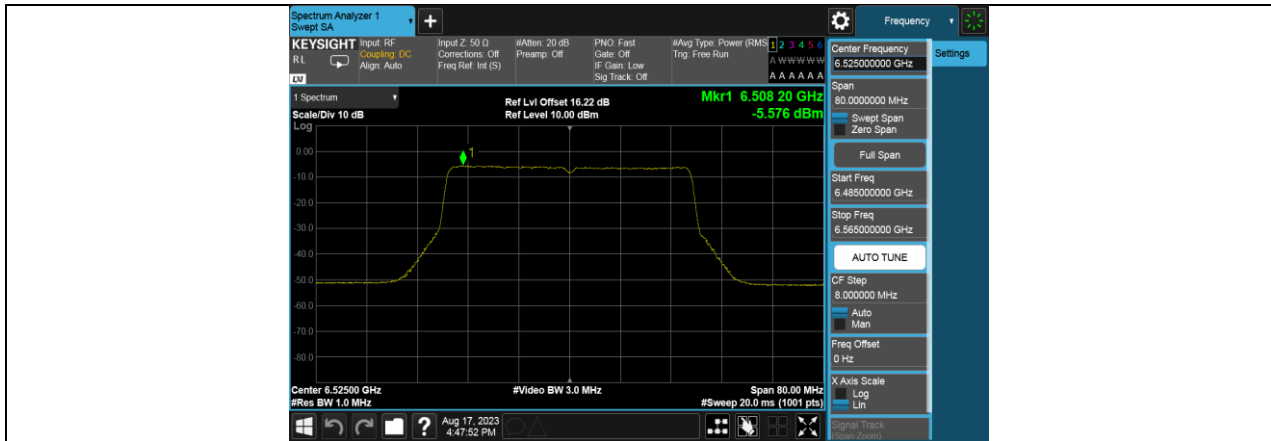 Spectrum Analyzer 1
Swept SA
+
Frequency
KEYSIGHT
RL
LXI
Input: RF
Coupling: DC
Align: Auto
Input Z: 50 Ω
Corrections: Off
Freq Ref: Int (S)
#Atten: 20 dB
Preamp: Off
PNO: Fast
Gate: Off
IF Gain: Low
Sig Track: Off
#Avg Type: Power (RMS
Trig: Free Run
1 2 3 4 5 6
A W W W W W
A A A A A A
1 Spectrum
Scale/Div 10 dB
Log
Ref Lvl Offset 16.22 dB
Ref Level 10.00 dBm
Mkr1 6.508 20 GHz
-5.576 dBm
1
0.00
-10.0
-20.0
-30.0
-40.0
-50.0
-60.0
-70.0
-80.0
Center 6.52500 GHz
#Res BW 1.0 MHz
#Video BW 3.0 MHz
Span 80.00 MHz
#Sweep 20.0 ms (1001 pts)
?
Aug 17, 2023
4:47:52 PM
Settings
Center Frequency
6.525000000 GHz
Span
80.0000000 MHz
Swept Span
Zero Span
Full Span
Start Freq
6.485000000 GHz
Stop Freq
6.565000000 GHz
AUTO TUNE
CF Step
8.000000 MHz
Auto
Man
Freq Offset
0 Hz
X Axis Scale
Log
Lin
Signal Track
(Span Zoom)